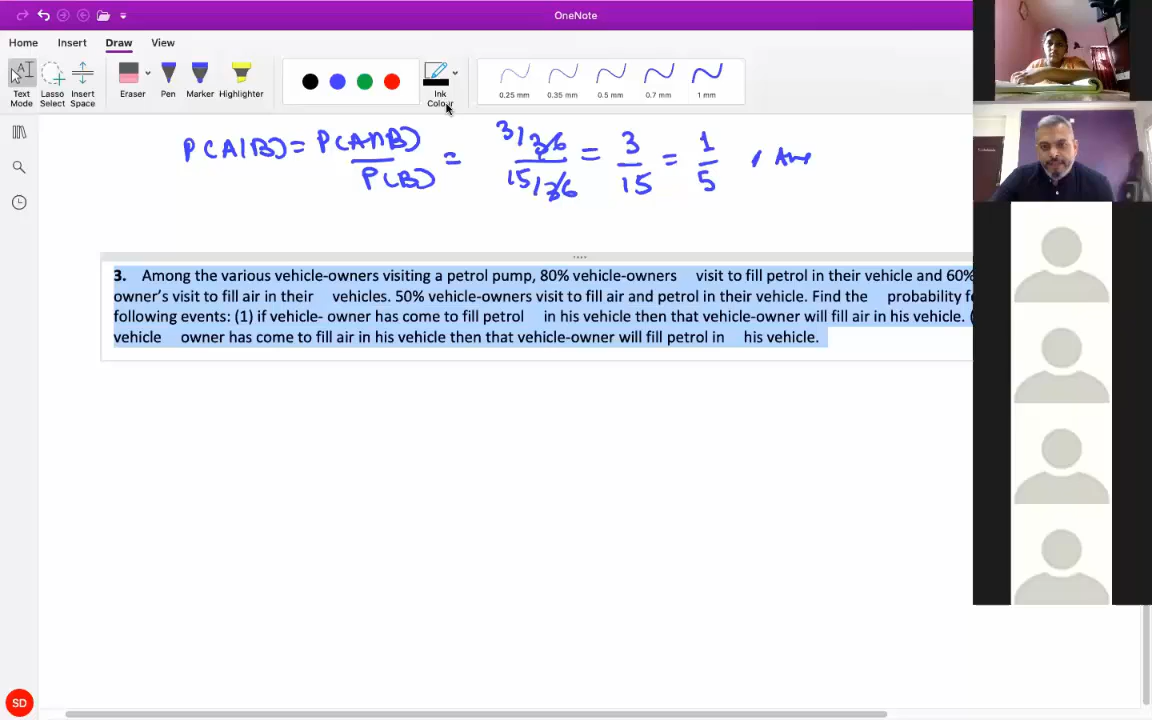 OneNote
Home Insert Draw View
Text Mode
Lasso Select
Insert Space
Eraser
Pen
Marker
Highlighter
Ink Colour
0.25 mm 0.35 mm 0.5 mm 0.7 mm 1 mm
P(A|B) = P(A∩B) / P(B) = 3/36 / 15/36 = 3/15 = 1/5 , Ans
3. Among the various vehicle-owners visiting a petrol pump, 80% vehicle-owners visit to fill petrol in their vehicle and 60%
owner's visit to fill air in their vehicles. 50% vehicle-owners visit to fill air and petrol in their vehicle. Find the probability
following events: (1) if vehicle- owner has come to fill petrol in his vehicle then that vehicle-owner will fill air in his vehicle. (
vehicle owner has come to fill air in his vehicle then that vehicle-owner will fill petrol in his vehicle.
SD